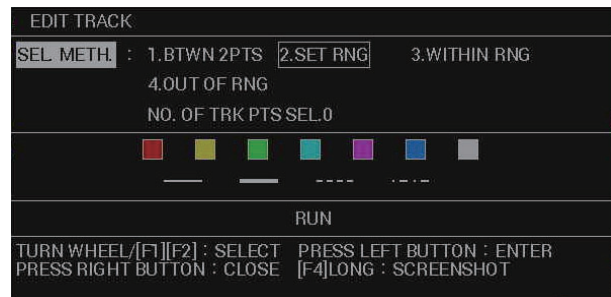 EDIT TRACK
SEL. METH. : 1.BTWN 2PTS 2.SET RNG 3.WITHIN RNG
4.OUT OF RNG
NO. OF TRK PTS SEL.0
RUN
TURN WHEEL/[F1][F2] : SELECT PRESS LEFT BUTTON : ENTER
PRESS RIGHT BUTTON : CLOSE [F4]LONG : SCREENSHOT